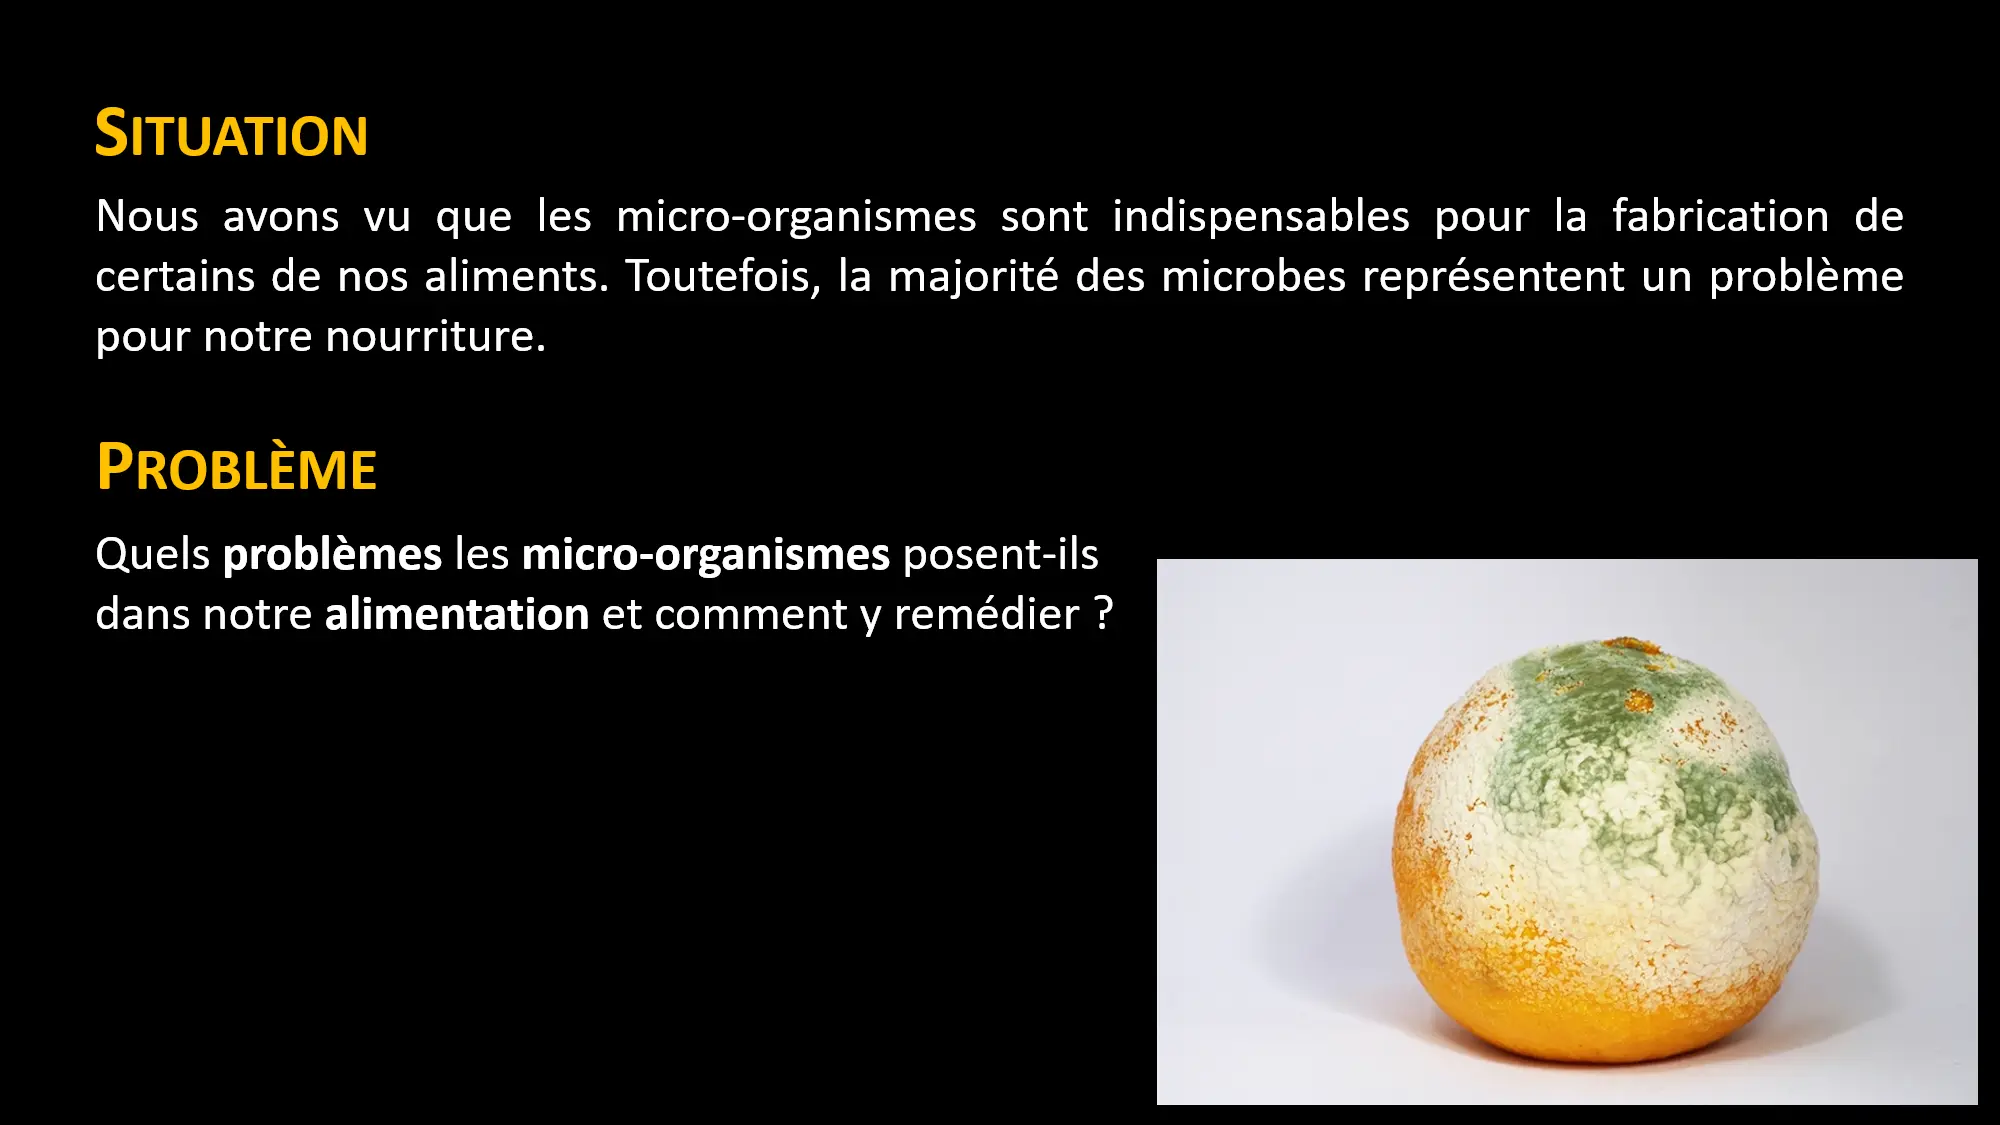 SITUATION
Nous avons vu que les micro-organismes sont indispensables pour la fabrication de
certains de nos aliments. Toutefois, la majorité des microbes représentent un problème
pour notre nourriture.
PROBLÈME
Quels problèmes les micro-organismes posent-ils
dans notre alimentation et comment y remédier ?